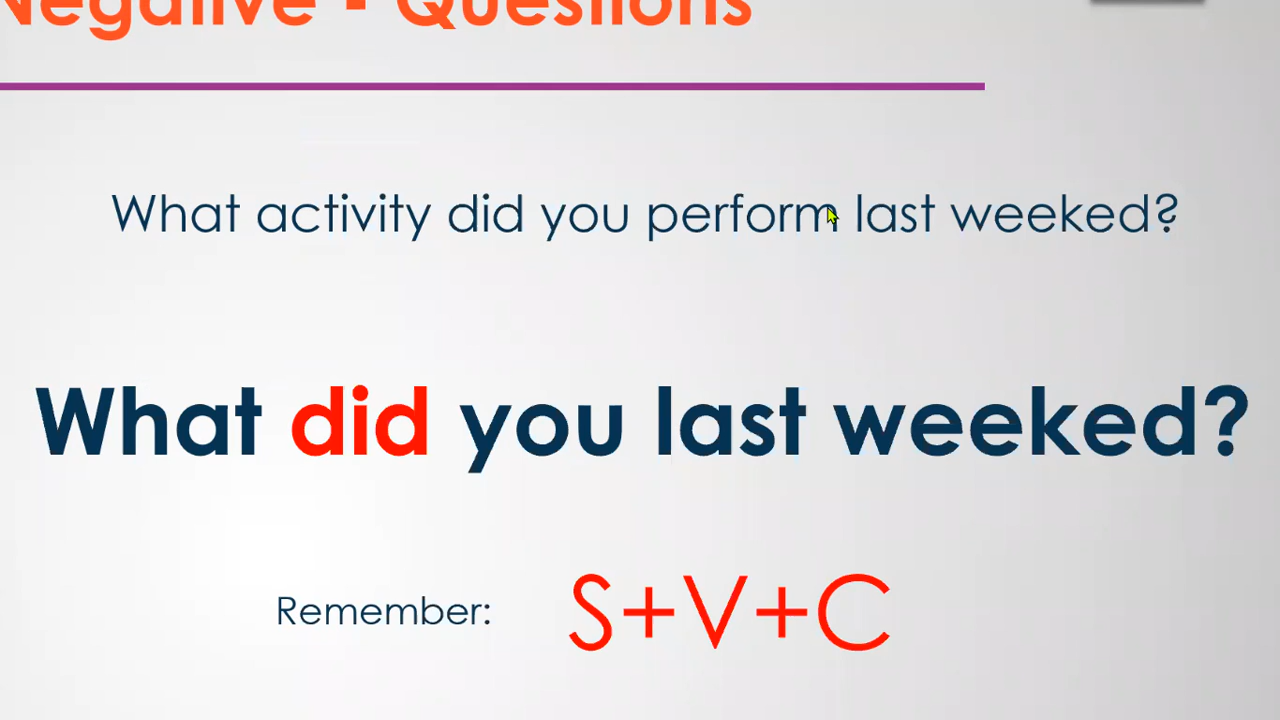 Negative - Questions
What activity did you perform last weeked?
What did you last weeked?
Remember: S+V+C